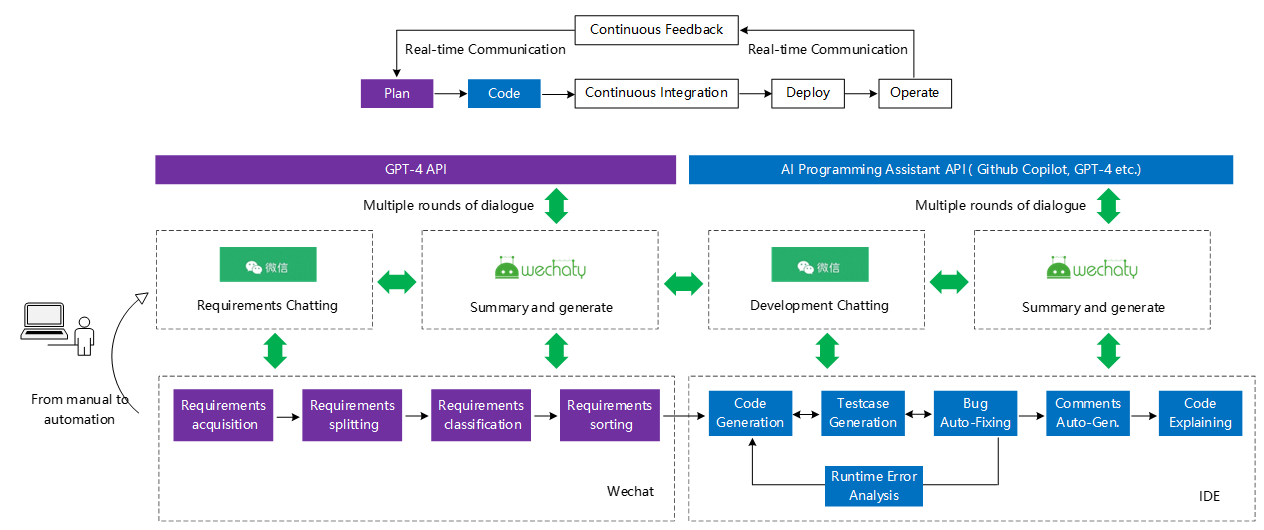 Continuous Feedback
Real-time Communication
Real-time Communication
Plan
Code
Continuous Integration
Deploy
Operate
GPT-4 API
AI Programming Assistant API ( Github Copilot, GPT-4 etc.)
Multiple rounds of dialogue
Multiple rounds of dialogue
微信
Requirements Chatting
wechaty
Summary and generate
微信
Development Chatting
wechaty
Summary and generate
From manual to
automation
Requirements
acquisition
Requirements
splitting
Requirements
classification
Requirements
sorting
Code
Generation
Testcase
Generation
Bug
Auto-Fixing
Comments
Auto-Gen.
Code
Explaining
Runtime Error
Analysis
Wechat
IDE